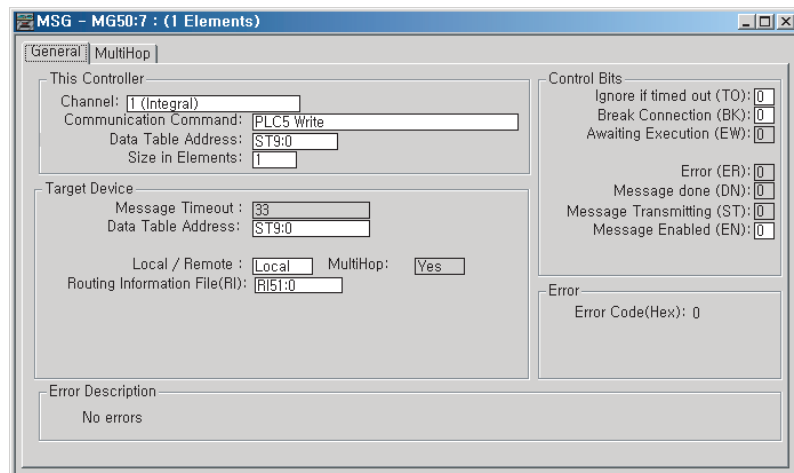 MSG - MG50:7 : (1 Elements)
General MultiHop
This Controller
Channel: 1 (Integral)
Communication Command: PLC5 Write
Data Table Address: ST9:0
Size in Elements: 1
Target Device
Message Timeout : 33
Data Table Address: ST9:0
Local / Remote : Local MultiHop: Yes
Routing Information File(RI): RI51:0
Control Bits
Ignore if timed out (TO): 0
Break Connection (BK): 0
Awaiting Execution (EW): 0
Error (ER): 0
Message done (DN): 0
Message Transmitting (ST): 0
Message Enabled (EN): 0
Error
Error Code(Hex): 0
Error Description
No errors